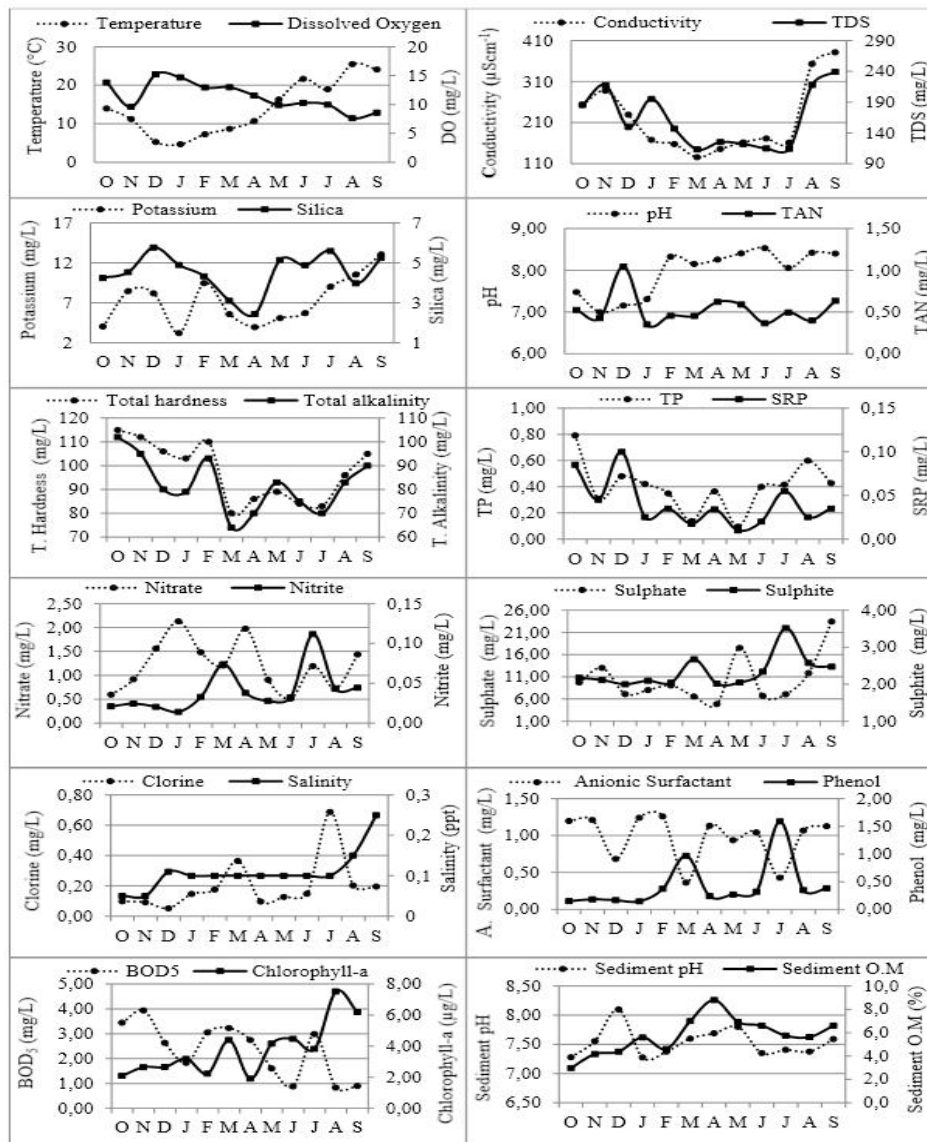 Temperature Dissolved Oxygen
Temperature (°C)
30
20
10
0
20
15
10
5
0
DO (mg/L)
O N D J F M A M J J A S
Conductivity TDS
Conductivity (µScm⁻¹)
410
310
210
110
290
240
190
140
90
TDS (mg/L)
O N D J F M A M J J A S
Potassium Silica
Potassium (mg/L)
17
12
7
2
7
5
3
1
Silica (mg/L)
O N D J F M A M J J A S
pH TAN
pH
9,00
8,00
7,00
6,00
1,50
1,00
0,50
0,00
TAN (mg/L)
O N D J F M A M J J A S
Total hardness Total alkalinity
T. Hardness (mg/L)
120
110
100
90
80
70
110
100
90
80
70
60
T. Alkalinity (mg/L)
O N D J F M A M J J A S
TP SRP
TP (mg/L)
1,00
0,80
0,60
0,40
0,20
0,00
0,15
0,10
0,05
0,00
SRP (mg/L)
O N D J F M A M J J A S
Nitrate Nitrite
Nitrate (mg/L)
2,50
2,00
1,50
1,00
0,50
0,00
0,15
0,10
0,05
0,00
Nitrite (mg/L)
O N D J F M A M J J A S
Sulphate Sulphite
Sulphate (mg/L)
26,00
21,00
16,00
11,00
6,00
1,00
4,00
3,00
2,00
1,00
Sulphite (mg/L)
O N D J F M A M J J A S
Clorine Salinity
Clorine (mg/L)
0,80
0,60
0,40
0,20
0,00
0,3
0,2
0,1
0
Salinity (ppt)
O N D J F M A M J J A S
Anionic Surfactant Phenol
A. Surfactant (mg/L)
1,50
1,00
0,50
0,00
2,00
1,50
1,00
0,50
0,00
Phenol (mg/L)
O N D J F M A M J J A S
BOD5 Chlorophyll-a
BOD₅ (mg/L)
5,00
4,00
3,00
2,00
1,00
0,00
8,00
6,00
4,00
2,00
0,00
Chlorophyll-a (µg/L)
O N D J F M A M J J A S
Sediment pH Sediment O.M
Sediment pH
8,50
8,00
7,50
7,00
6,50
10,0
8,0
6,0
4,0
2,0
0,0
Sediment O.M (%)
O N D J F M A M J J A S